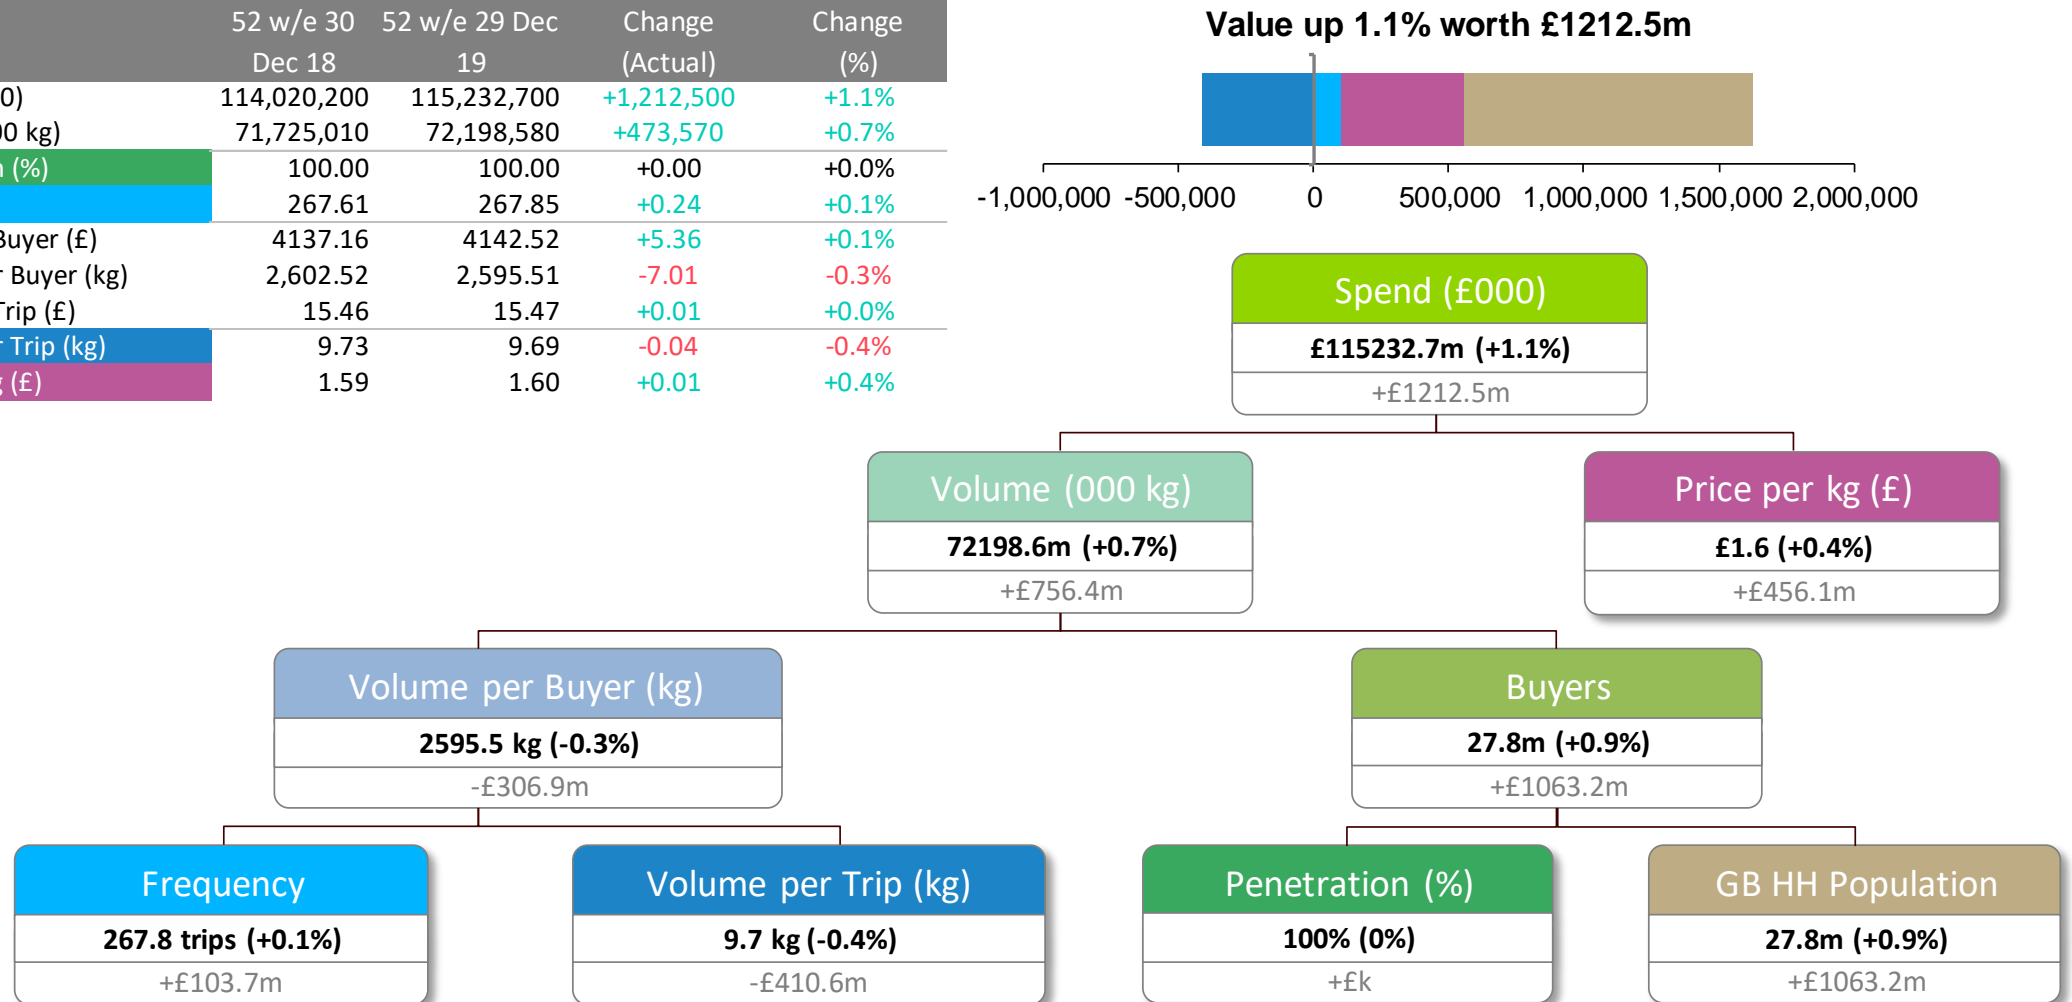 52 w/e 30 Dec 18 52 w/e 29 Dec 19 Change (Actual) Change (%)
0) 114,020,200 115,232,700 +1,212,500 +1.1%
00 kg) 71,725,010 72,198,580 +473,570 +0.7%
(%) 100.00 100.00 +0.00 +0.0%
267.61 267.85 +0.24 +0.1%
Buyer (£) 4137.16 4142.52 +5.36 +0.1%
r Buyer (kg) 2,602.52 2,595.51 -7.01 -0.3%
Trip (£) 15.46 15.47 +0.01 +0.0%
r Trip (kg) 9.73 9.69 -0.04 -0.4%
g (£) 1.59 1.60 +0.01 +0.4%
Value up 1.1% worth £1212.5m
-1,000,000 -500,000 0 500,000 1,000,000 1,500,000 2,000,000
Spend (£000)
£115232.7m (+1.1%)
+£1212.5m
Volume (000 kg)
72198.6m (+0.7%)
+£756.4m
Price per kg (£)
£1.6 (+0.4%)
+£456.1m
Volume per Buyer (kg)
2595.5 kg (-0.3%)
-£306.9m
Buyers
27.8m (+0.9%)
+£1063.2m
Frequency
267.8 trips (+0.1%)
+£103.7m
Volume per Trip (kg)
9.7 kg (-0.4%)
-£410.6m
Penetration (%)
100% (0%)
+£k
GB HH Population
27.8m (+0.9%)
+£1063.2m